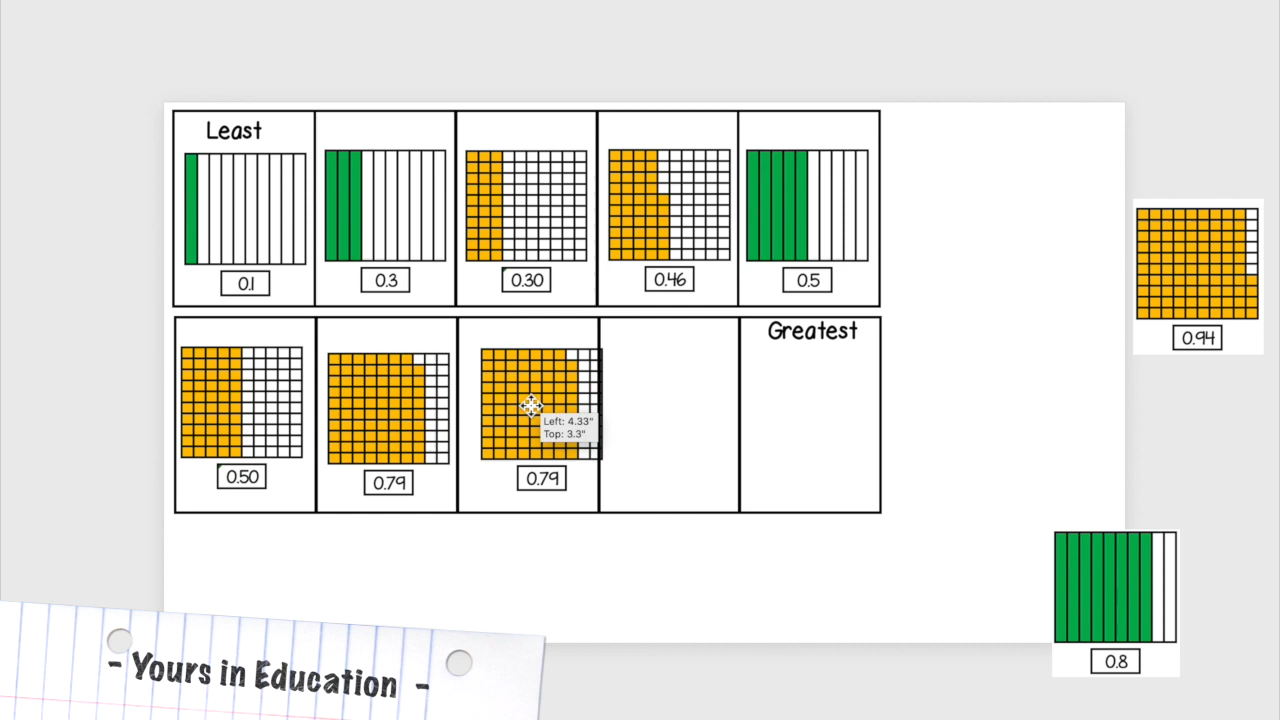 Least
0.1
0.3
0.30
0.46
0.5
0.94
Greatest
0.50
0.79
0.79
Left: 4.33"
Top: 3.3"
0.8
- Yours in Education -